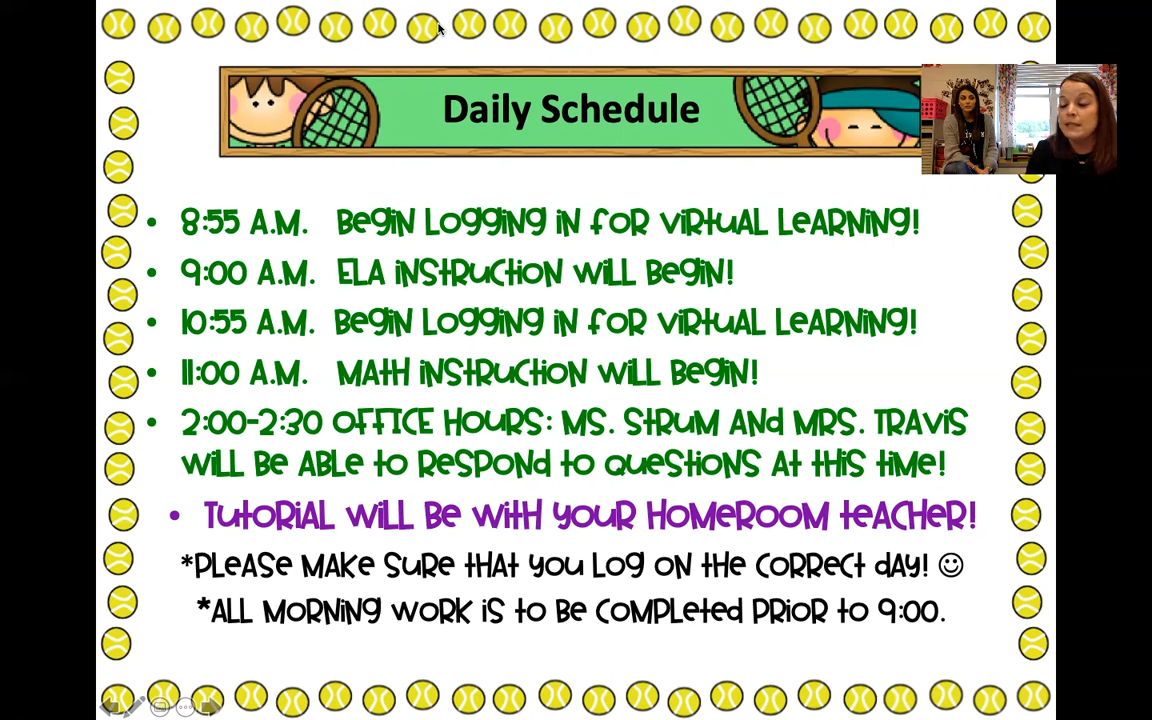 Daily Schedule
• 8:55 A.M. Begin logging in for virtual learning!
• 9:00 A.M. ELA instruction will begin!
• 10:55 A.M. Begin logging in for virtual learning!
• 11:00 A.M. Math instruction will begin!
• 2:00-2:30 Office Hours: Ms. Strum and Mrs. Travis
will be able to respond to questions at this time!
• Tutorial will be with your homeroom teacher!
*Please make sure that you log on the correct day! ☺
*All morning work is to be completed prior to 9:00.